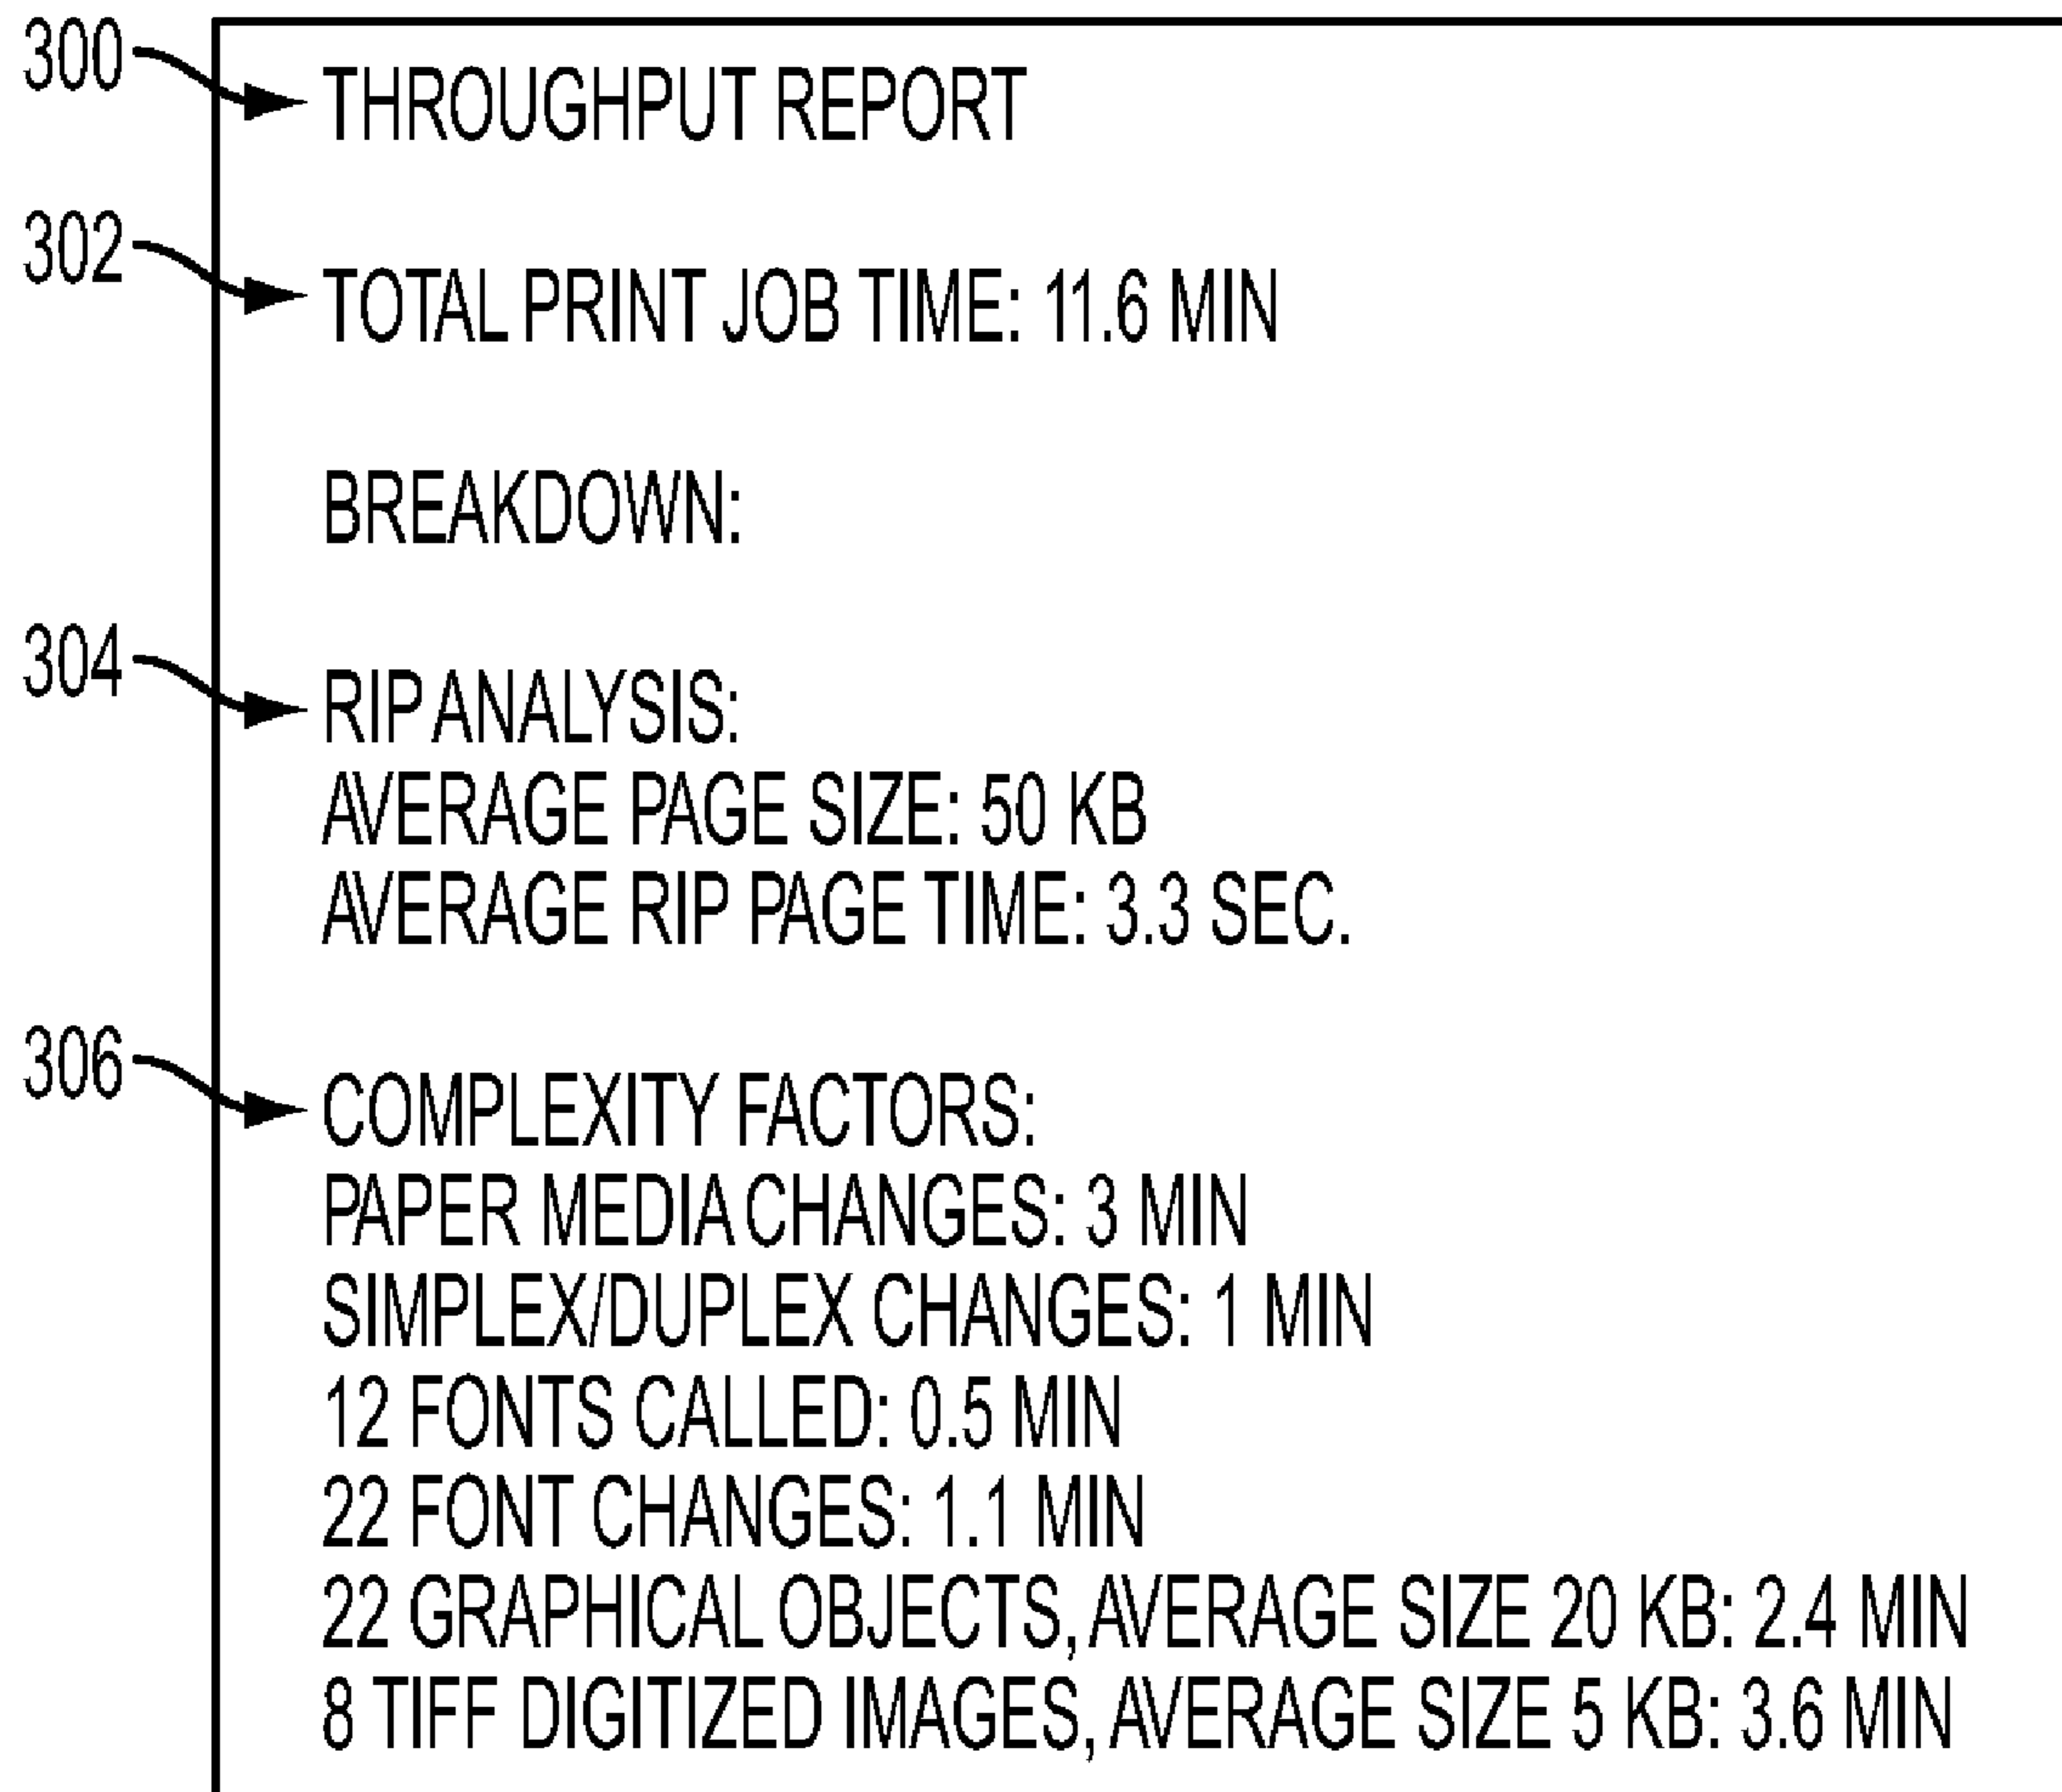 300
THROUGHPUT REPORT
302
TOTAL PRINT JOB TIME: 11.6 MIN
BREAKDOWN:
304
RIP ANALYSIS:
AVERAGE PAGE SIZE: 50 KB
AVERAGE RIP PAGE TIME: 3.3 SEC.
306
COMPLEXITY FACTORS:
PAPER MEDIA CHANGES: 3 MIN
SIMPLEX/DUPLEX CHANGES: 1 MIN
12 FONTS CALLED: 0.5 MIN
22 FONT CHANGES: 1.1 MIN
22 GRAPHICAL OBJECTS, AVERAGE SIZE 20 KB: 2.4 MIN
8 TIFF DIGITIZED IMAGES, AVERAGE SIZE 5 KB: 3.6 MIN